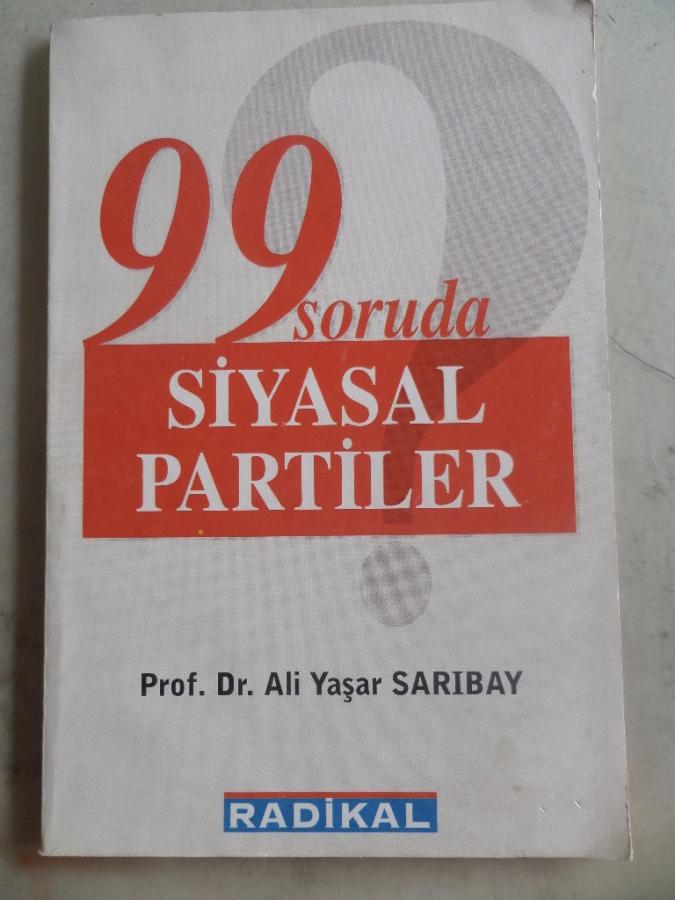 99 soruda
SİYASAL
PARTİLER
Prof. Dr. Ali Yaşar SARIBAY
RADİKAL